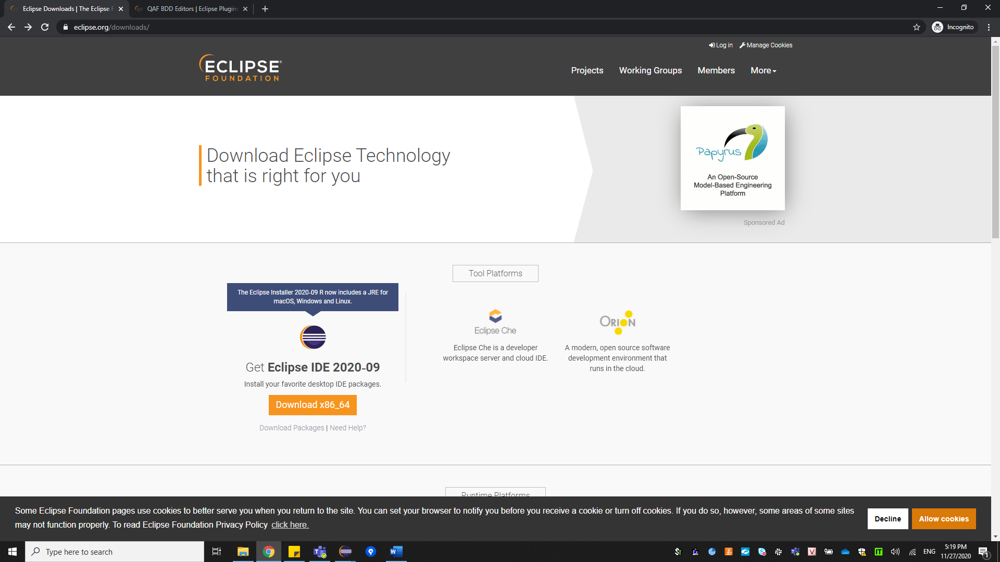 Eclipse Downloads | The Eclipse F
QAF BDD Editors | Eclipse Plugins
eclipse.org/downloads/
Incognito
Log in
Manage Cookies
ECLIPSE®
FOUNDATION
Projects
Working Groups
Members
More
Download Eclipse Technology
that is right for you
Papyrus
An Open-Source
Model-Based Engineering
Platform
Sponsored Ad
Tool Platforms
The Eclipse Installer 2020-09 R now includes a JRE for
macOS, Windows and Linux.
Get Eclipse IDE 2020-09
Install your favorite desktop IDE packages.
Download x86_64
Download Packages | Need Help?
Eclipse Che
Eclipse Che is a developer
workspace server and cloud IDE.
ORION
A modern, open source software
development environment that
runs in the cloud.
Runtime Platforms
Some Eclipse Foundation pages use cookies to better serve you when you return to the site. You can set your browser to notify you before you receive a cookie or turn off cookies. If you do so, however, some areas of some sites
may not function properly. To read Eclipse Foundation Privacy Policy click here.
Decline
Allow cookies
Type here to search
ENG
5:19 PM
11/27/2020
1